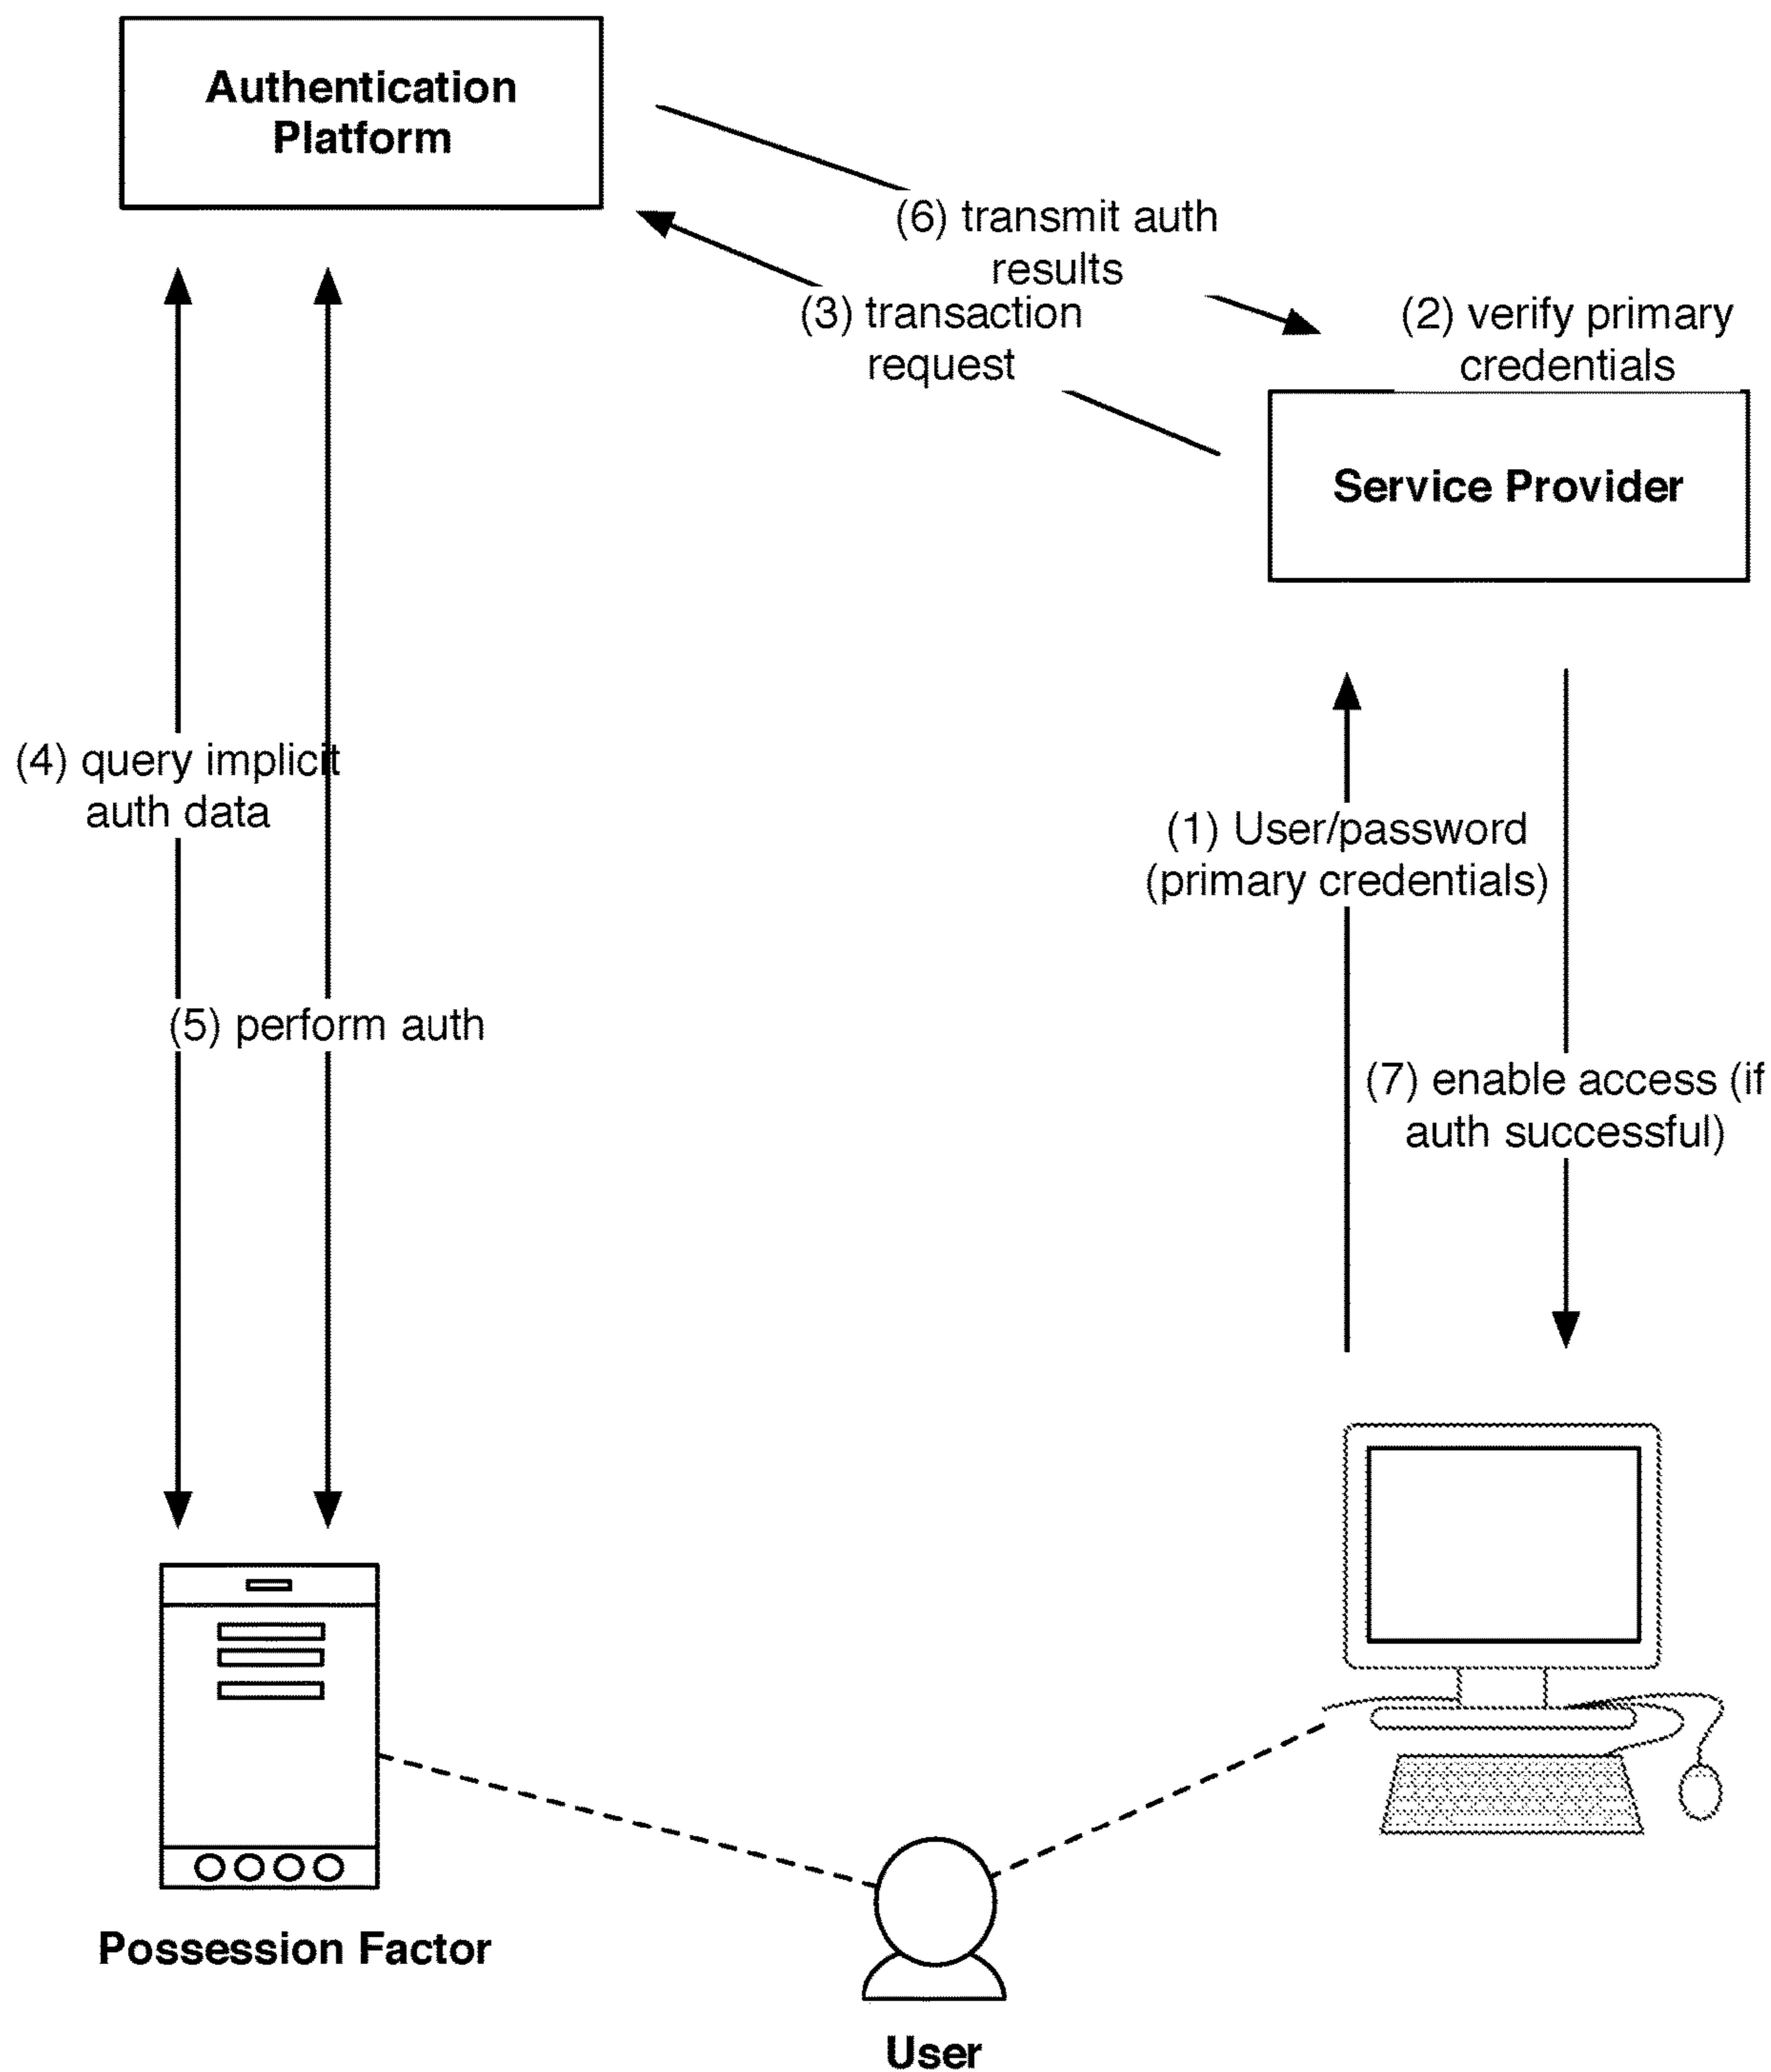 Authentication
Platform
(6) transmit auth
results
(3) transaction
request
(2) verify primary
credentials
Service Provider
(4) query implicit
auth data
(1) User/password
(primary credentials)
(5) perform auth
(7) enable access (if
auth successful)
Possession Factor
User